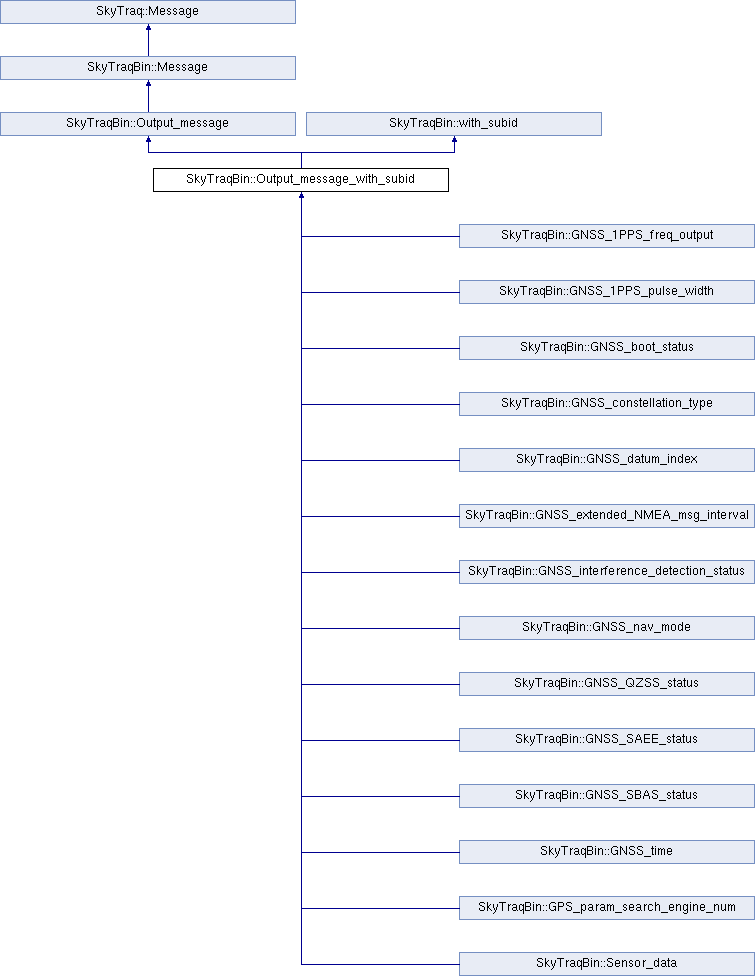 SkyTraq::Message
SkyTraqBin::Message
SkyTraqBin::Output_message
SkyTraqBin::with_subid
SkyTraqBin::Output_message_with_subid
SkyTraqBin::GNSS_1PPS_freq_output
SkyTraqBin::GNSS_1PPS_pulse_width
SkyTraqBin::GNSS_boot_status
SkyTraqBin::GNSS_constellation_type
SkyTraqBin::GNSS_datum_index
SkyTraqBin::GNSS_extended_NMEA_msg_interval
SkyTraqBin::GNSS_interference_detection_status
SkyTraqBin::GNSS_nav_mode
SkyTraqBin::GNSS_QZSS_status
SkyTraqBin::GNSS_SAEE_status
SkyTraqBin::GNSS_SBAS_status
SkyTraqBin::GNSS_time
SkyTraqBin::GPS_param_search_engine_num
SkyTraqBin::Sensor_data